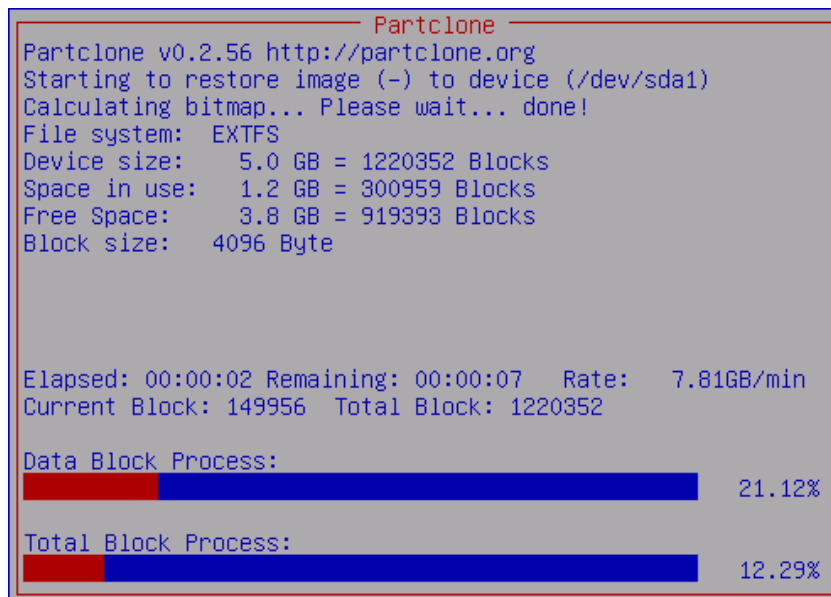 Partclone
Partclone v0.2.56 http://partclone.org
Starting to restore image (-) to device (/dev/sda1)
Calculating bitmap... Please wait... done!
File system:  EXTFS
Device size:    5.0 GB = 1220352 Blocks
Space in use:   1.2 GB = 300959 Blocks
Free Space:     3.8 GB = 919393 Blocks
Block size:   4096 Byte
Elapsed: 00:00:02 Remaining: 00:00:07   Rate:   7.81GB/min
Current Block: 149956  Total Block: 1220352
Data Block Process:
21.12%
Total Block Process:
12.29%